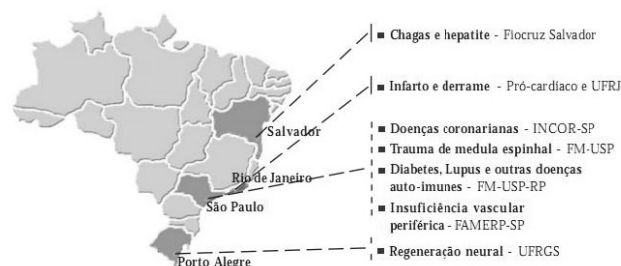 Chagas e hepatite - Fiocruz Salvador
Infarto e derrame - Pró-cardíaco e UFRJ
Doenças coronarianas - INCOR-SP
Trauma de medula espinhal - FM-USP
Diabetes, Lupus e outras doenças
auto-imunes - FM-USP-RP
Insuficiência vascular
periférica - FAMERP-SP
Regeneração neural - UFRGS
Salvador
Rio de Janeiro
São Paulo
Porto Alegre